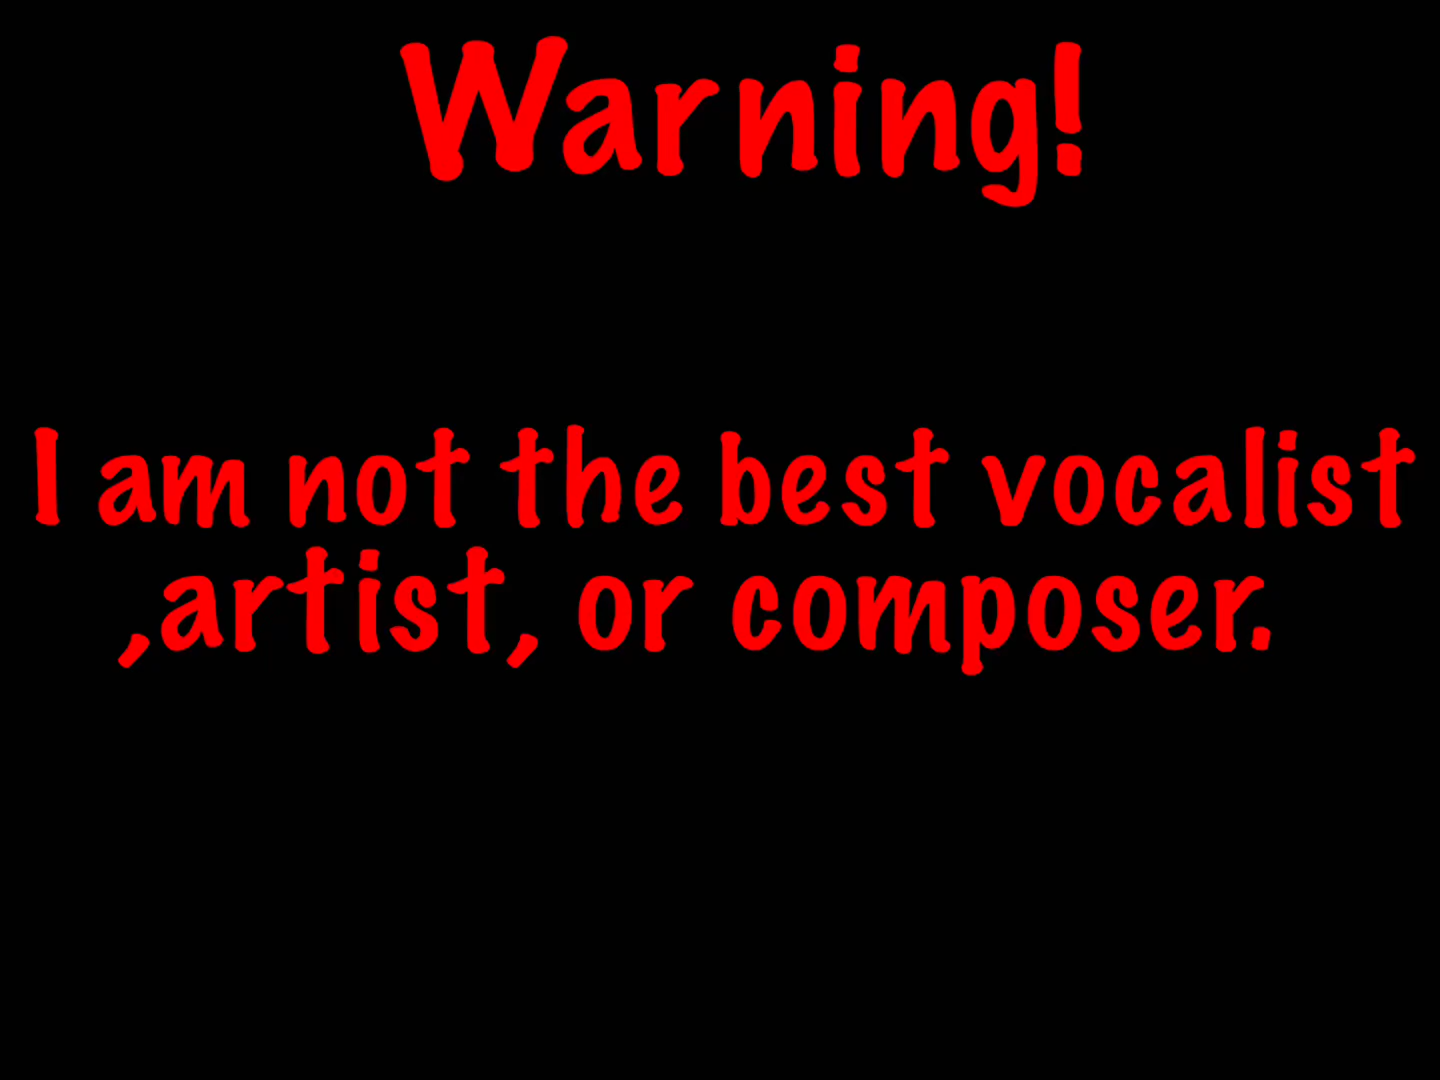 Warning!
I am not the best vocalist
,artist, or composer.